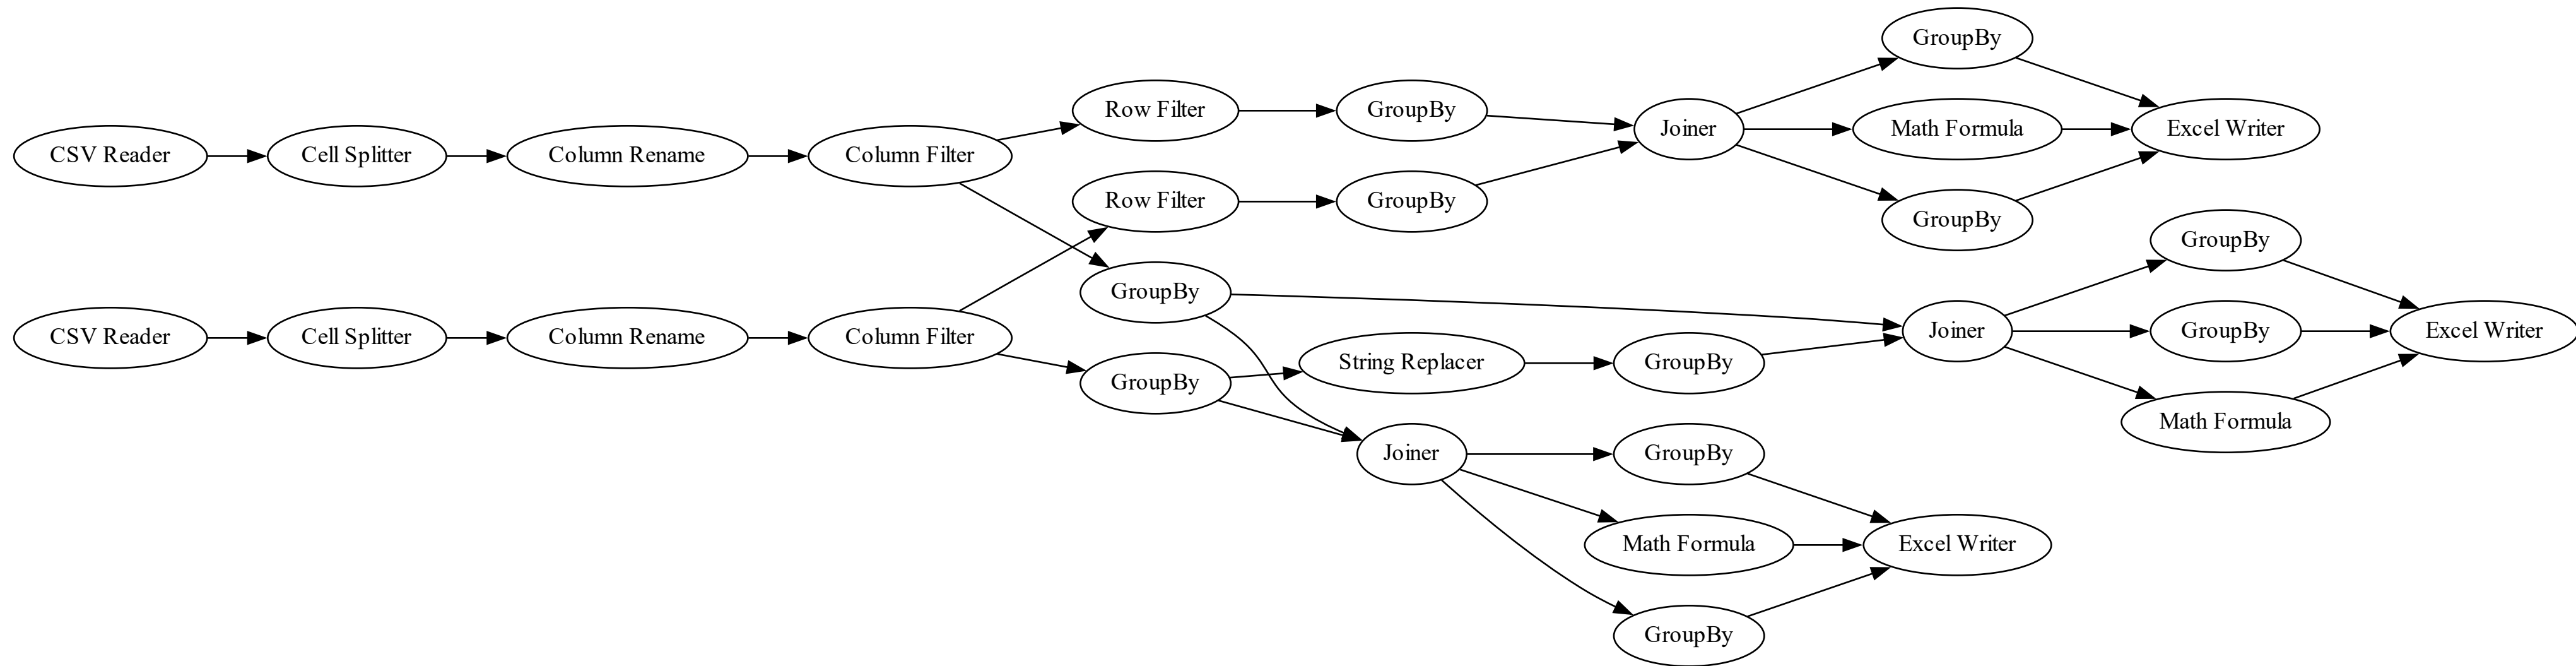 GroupBy
Row Filter
GroupBy
Joiner
Math Formula
Excel Writer
CSV Reader
Cell Splitter
Column Rename
Column Filter
Row Filter
GroupBy
GroupBy
GroupBy
GroupBy
Joiner
GroupBy
Excel Writer
CSV Reader
Cell Splitter
Column Rename
Column Filter
GroupBy
String Replacer
GroupBy
Math Formula
Joiner
GroupBy
Math Formula
Excel Writer
GroupBy